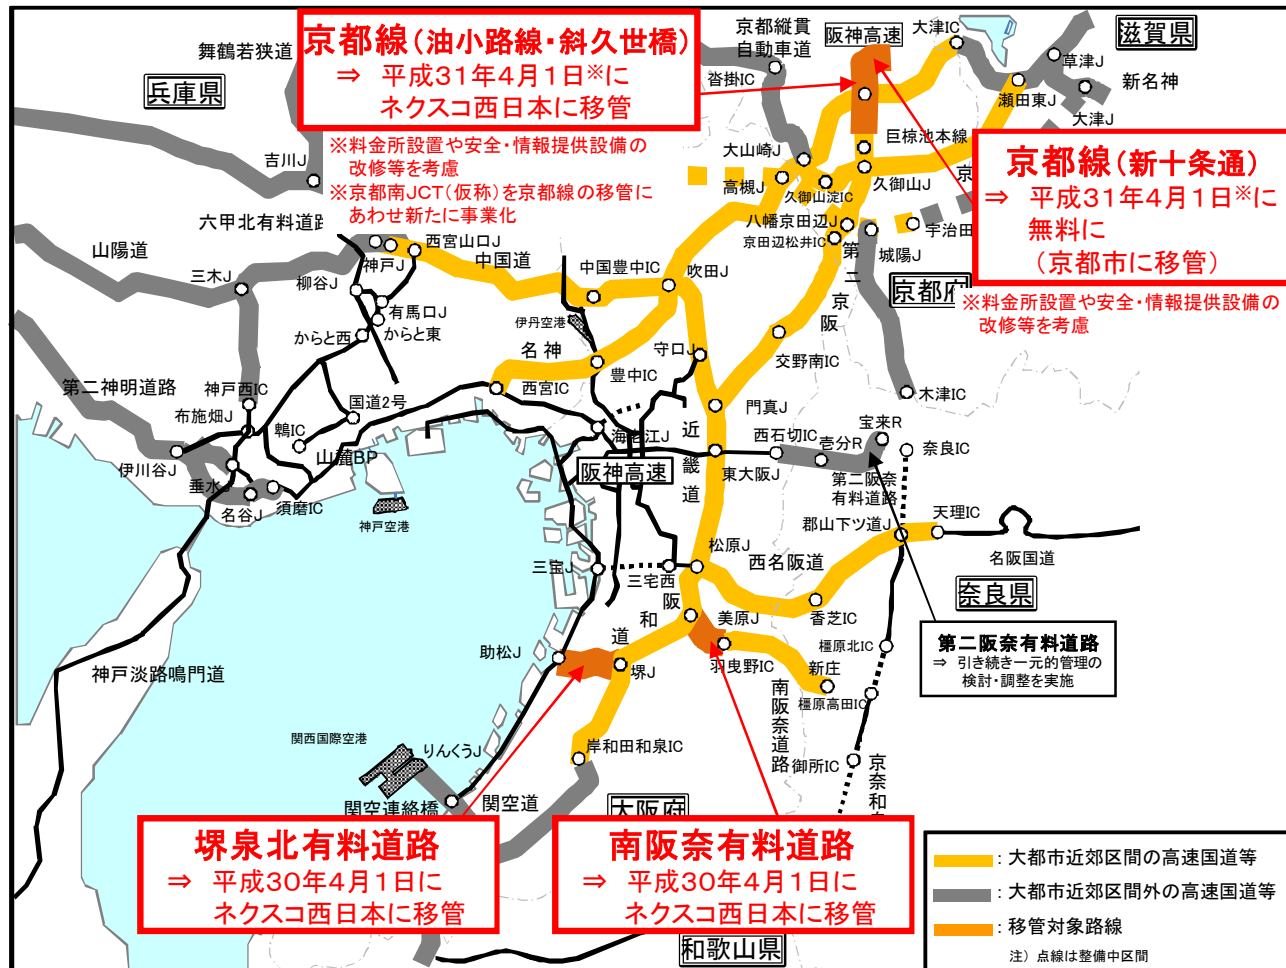 京都線(油小路線・斜久世橋)
⇒ 平成31年4月1日※に
ネクスコ西日本に移管
※料金所設置や安全・情報提供設備の
改修等を考慮
※京都南JCT(仮称)を京都線の移管に
あわせ新たに事業化
京都縦貫
自動車道
阪神高速
大津IC
滋賀県
草津J
新名神
大津J
瀬田東J
沓掛IC
舞鶴若狭道
兵庫県
吉川J
巨椋池本線
大山崎J
高槻J
久御山淀IC
久御山J
京
八幡京田辺J
京田辺松井IC
宇治田
城陽J
京都府
京都線(新十条通)
⇒ 平成31年4月1日※に
無料に
(京都市に移管)
※料金所設置や安全・情報提供設備の
改修等を考慮
六甲北有料道路
山陽道
三木J
柳谷J
神戸J
西宮山口J
中国道
中国豊中IC
吹田J
第二京阪
有馬口J
からと西
からと東
伊丹空港
名神
守口J
交野南IC
豊中IC
西宮IC
木津IC
第二神明道路
神戸西IC
布施畑J
国道2号
鵯IC
山麓BP
伊川谷J
垂水J
名谷J
須磨IC
神戸空港
海老江J
阪神高速
近畿道
門真J
東大阪J
西石切IC
壱分R
宝来R
奈良IC
第二阪奈
有料道路
郡山下ツ道J
天理IC
名阪国道
奈良県
三宝J
三宅西
松原J
西名阪道
香芝IC
阪和道
美原J
羽曳野IC
新庄
南阪奈道路
橿原北IC
橿原高田IC
御所IC
京奈和自
第二阪奈有料道路
⇒ 引き続き一元的管理の
検討・調整を実施
助松J
堺J
神戸淡路鳴門道
岸和田和泉IC
関西国際空港
りんくうJ
関空連絡橋
関空道
大阪府
堺泉北有料道路
⇒ 平成30年4月1日に
ネクスコ西日本に移管
南阪奈有料道路
⇒ 平成30年4月1日に
ネクスコ西日本に移管
和歌山県
:大都市近郊区間の高速国道等
:大都市近郊区間外の高速国道等
:移管対象路線
注)点線は整備中区間